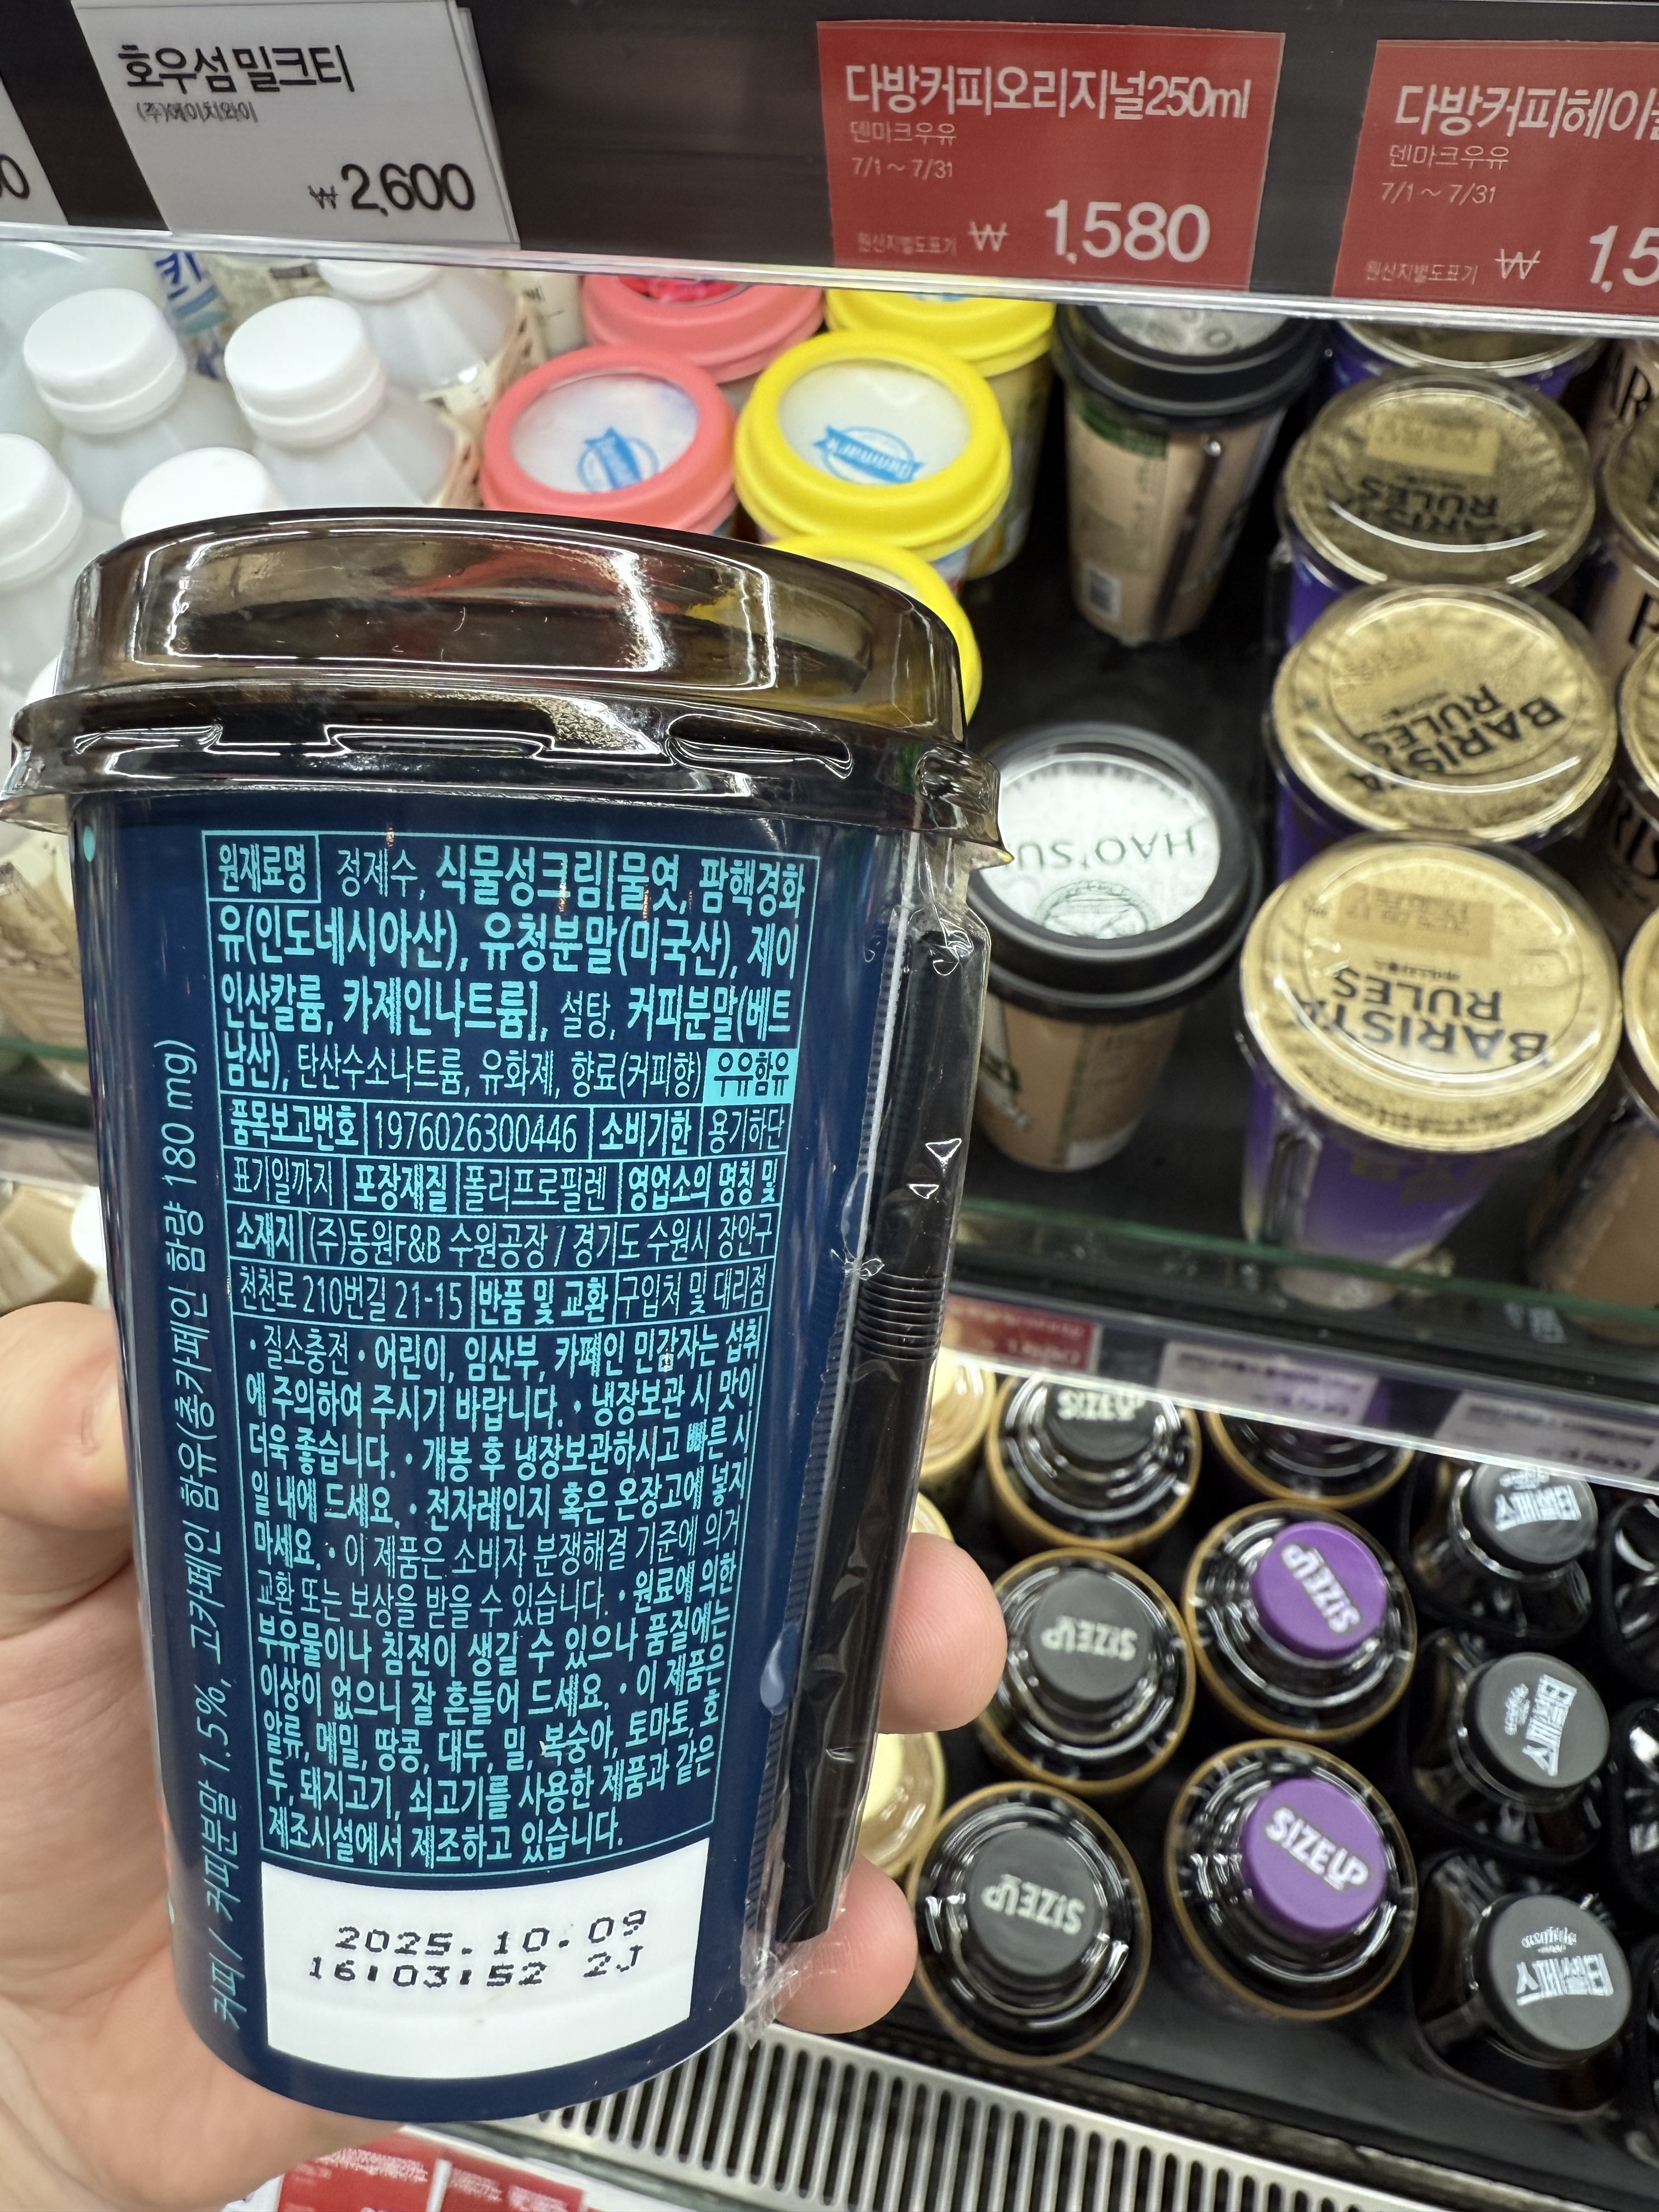 호우섬 밀크티
(주)에이치와이
₩2,600
다방커피오리지널250ml
덴마크우유
7/1~7/31
원산지별도표기 ₩ 1,580
다방커피헤이
덴마크우유
7/1~7/31
원산지별도표기 ₩ 1,5
Denmark
Denmark
HAO'SU
BARISTA
RULES
BARISTA
RULES
BARISTA
RULES
원재료명 정제수, 식물성크림[물엿, 팜핵경화
유(인도네시아산), 유청분말(미국산), 제이
인산칼륨, 카제인나트륨], 설탕, 커피분말(베트
남산), 탄산수소나트륨, 유화제, 향료(커피향) 우유함유
품목보고번호 1976026300446 소비기한 용기하단
표기일까지 포장재질 폴리프로필렌 영업소의 명칭 및
소재지 (주)동원F&B 수원공장 / 경기도 수원시 장안구
천천로 210번길 21-15 반품 및 교환 구입처 및 대리점
• 질소충전 • 어린이, 임산부, 카페인 민감자는 섭취
에 주의하여 주시기 바랍니다. • 냉장보관 시 맛이
더욱 좋습니다. • 개봉 후 냉장보관하시고 빠른 시
일 내에 드세요. • 전자레인지 혹은 온장고에 넣지
마세요. • 이 제품은 소비자 분쟁해결 기준에 의거
교환 또는 보상을 받을 수 있습니다. • 원료에 의한
부유물이나 침전이 생길 수 있으나 품질에는
이상이 없으니 잘 흔들어 드세요. • 이 제품은
알류, 메밀, 땅콩, 대두, 밀, 복숭아, 토마토, 호
두, 돼지고기, 쇠고기를 사용한 제품과 같은
제조시설에서 제조하고 있습니다.
커피 / 커피분말 1.5%, 고카페인 함유(총카페인 함량 180 mg)
2025.10.09
16:03:52 2J
SIZEUP
SIZEUP
SIZEUP
SIZEUP
SIZEUP
스페셜티
스페셜티
스페셜티